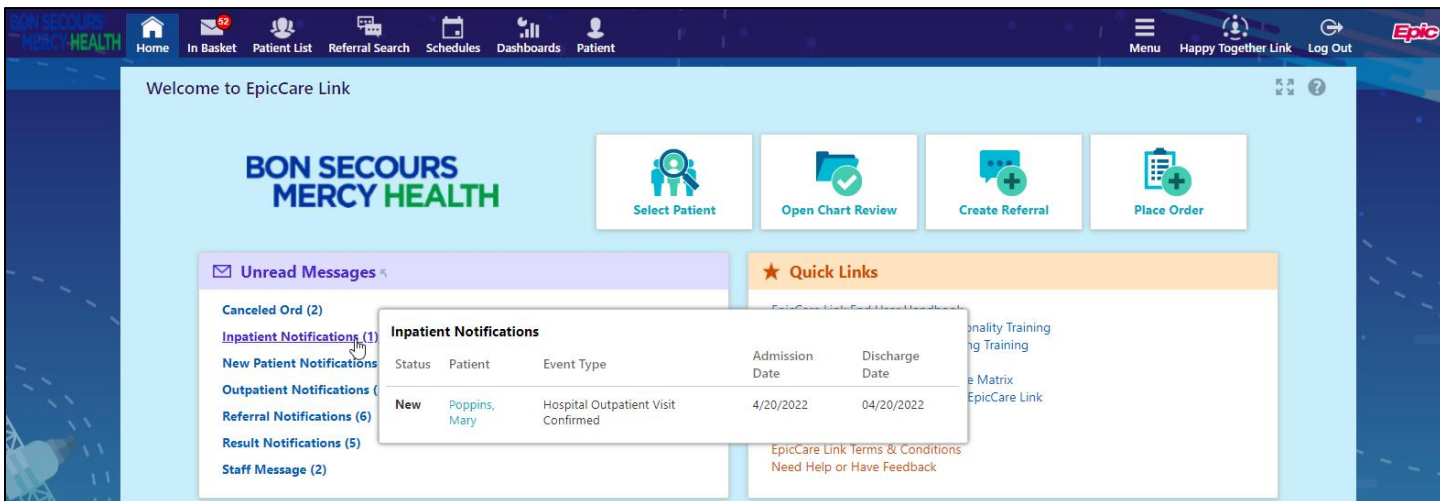 BON SECOURS
MERCY HEALTH
Home
52
In Basket
Patient List
Referral Search
Schedules
Dashboards
Patient
Menu
Happy Together Link
Log Out
Epic
Welcome to EpicCare Link
BON SECOURS
MERCY HEALTH
Select Patient
Open Chart Review
Create Referral
Place Order
Unread Messages
Canceled Ord (2)
Inpatient Notifications (1)
New Patient Notifications
Outpatient Notifications (
Referral Notifications (6)
Result Notifications (5)
Staff Message (2)
Inpatient Notifications
Status Patient Event Type Admission Date Discharge Date
New Poppins, Mary Hospital Outpatient Visit Confirmed 4/20/2022 04/20/2022
Quick Links
EpicCare Link End User Handbook
onality Training
ng Training
e Matrix
EpicCare Link
EpicCare Link Terms & Conditions
Need Help or Have Feedback